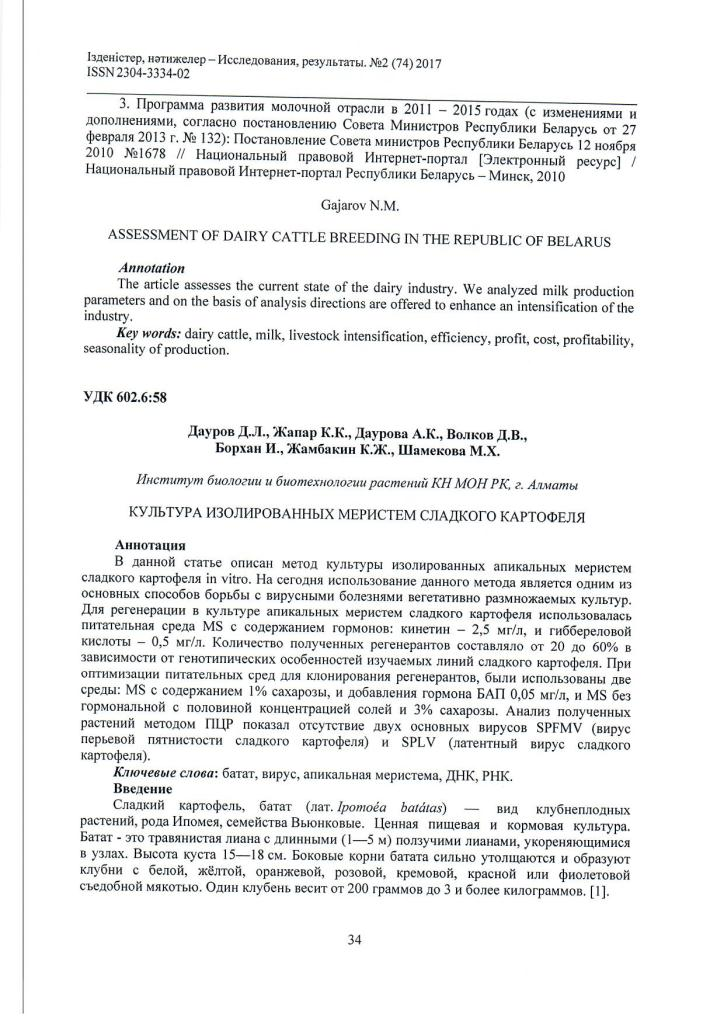 Ізденістер, нәтижелер – Исследования, результаты. №2 (74) 2017
ISSN 2304-3334-02
3. Программа развития молочной отрасли в 2011 – 2015 годах (с изменениями и
дополнениями, согласно постановлению Совета Министров Республики Беларусь от 27
февраля 2013 г. № 132): Постановление Совета министров Республики Беларусь 12 ноября
2010 №1678 // Национальный правовой Интернет-портал [Электронный ресурс] /
Национальный правовой Интернет-портал Республики Беларусь – Минск, 2010
Gajarov N.M.
ASSESSMENT OF DAIRY CATTLE BREEDING IN THE REPUBLIC OF BELARUS
Annotation
The article assesses the current state of the dairy industry. We analyzed milk production
parameters and on the basis of analysis directions are offered to enhance an intensification of the
industry.
Key words: dairy cattle, milk, livestock intensification, efficiency, profit, cost, profitability,
seasonality of production.
УДК 602.6:58
Дауров Д.Л., Жапар К.К., Даурова А.К., Волков Д.В.,
Борхан И., Жамбакин К.Ж., Шамекова М.Х.
Институт биологии и биотехнологии растений КН МОН РК, г. Алматы
КУЛЬТУРА ИЗОЛИРОВАННЫХ МЕРИСТЕМ СЛАДКОГО КАРТОФЕЛЯ
Аннотация
В данной статье описан метод культуры изолированных апикальных меристем
сладкого картофеля in vitro. На сегодня использование данного метода является одним из
основных способов борьбы с вирусными болезнями вегетативно размножаемых культур.
Для регенерации в культуре апикальных меристем сладкого картофеля использовалась
питательная среда MS с содержанием гормонов: кинетин – 2,5 мг/л, и гиббереловой
кислоты – 0,5 мг/л. Количество полученных регенерантов составляло от 20 до 60% в
зависимости от генотипических особенностей изучаемых линий сладкого картофеля. При
оптимизации питательных сред для клонирования регенерантов, были использованы две
среды: MS с содержанием 1% сахарозы, и добавления гормона БАП 0,05 мг/л, и MS без
гормональной с половиной концентрацией солей и 3% сахарозы. Анализ полученных
растений методом ПЦР показал отсутствие двух основных вирусов SPFMV (вирус
перьевой пятнистости сладкого картофеля) и SPLV (латентный вирус сладкого
картофеля).
Ключевые слова: батат, вирус, апикальная меристема, ДНК, РНК.
Введение
Сладкий картофель, батат (лат. Ipomoéa batátas) — вид клубнеплодных
растений, рода Ипомея, семейства Вьюнковые. Ценная пищевая и кормовая культура.
Батат - это травянистая лиана с длинными (1—5 м) ползучими лианами, укореняющимися
в узлах. Высота куста 15—18 см. Боковые корни батата сильно утолщаются и образуют
клубни с белой, жёлтой, оранжевой, розовой, кремовой, красной или фиолетовой
съедобной мякотью. Один клубень весит от 200 граммов до 3 и более килограммов. [1].
34